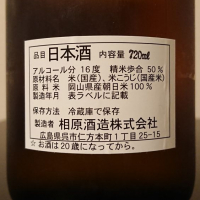 品目 日本酒 内容量 720ml
アルコール分 16度 精米歩合 50%
原材料 米(国産)、米こうじ(国産米)
原料米 岡山県産朝日米100%
製造年月 表ラベルに記載
保存方法 冷蔵庫で保存
製造者 相原酒造株式会社
広島県呉市仁方本町1丁目25-15
☆お酒は20歳になってから。